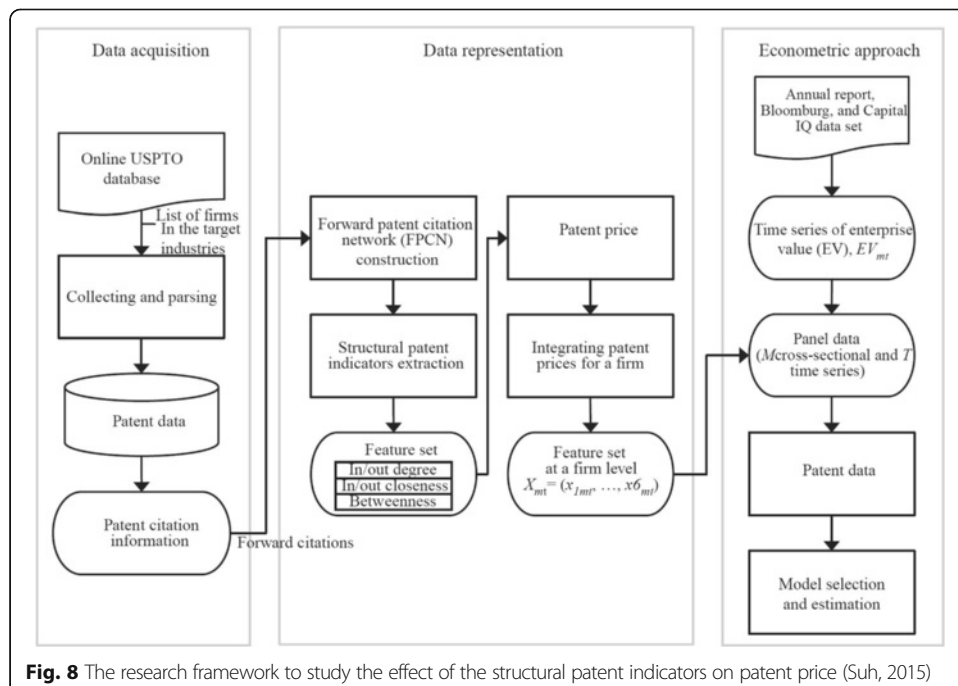 Data acquisition
Online USPTO
database
List of firms
In the target
industries
Collecting and parsing
Patent data
Patent citation
information
Forward citations
Data representation
Forward patent citation
network (FPCN)
construction
Structural patent
indicators extraction
Feature set
In/out degree
In/out closeness
Betweenness
Patent price
Integrating patent
prices for a firm
Feature set
at a firm level
X_mt = (x_1mt, ..., x6_mt)
Econometric approach
Annual report,
Bloomburg, and Capital
IQ data set
Time series of enterprise
value (EV), EV_mt
Panel data
(Mcross-sectional and T
time series)
Patent data
Model selection
and estimation
Fig. 8 The research framework to study the effect of the structural patent indicators on patent price (Suh, 2015)